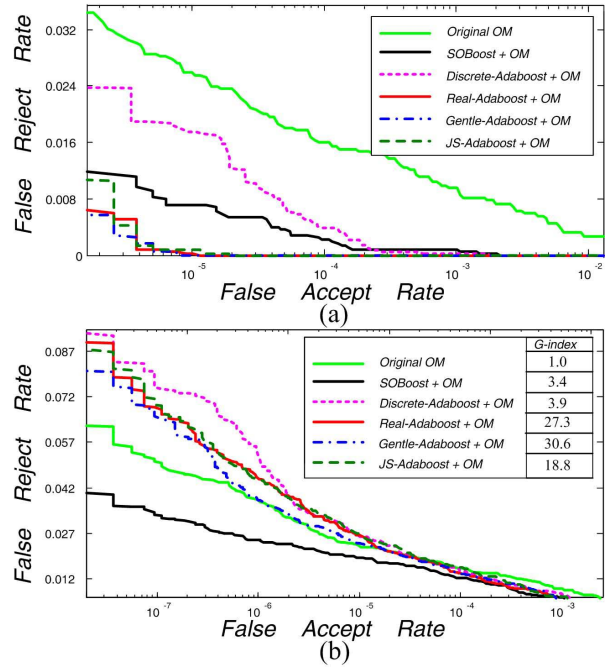 0.032
0.024
0.016
0.008
0
False Reject Rate
Original OM
SOBoost + OM
Discrete-Adaboost + OM
Real-Adaboost + OM
Gentle-Adaboost + OM
JS-Adaboost + OM
10^-5
10^-4
10^-3
10^-2
False Accept Rate
(a)
0.087
0.072
0.057
0.042
0.027
0.012
False Reject Rate
G-index
Original OM 1.0
SOBoost + OM 3.4
Discrete-Adaboost + OM 3.9
Real-Adaboost + OM 27.3
Gentle-Adaboost + OM 30.6
JS-Adaboost + OM 18.8
10^-7
10^-6
10^-5
10^-4
10^-3
False Accept Rate
(b)